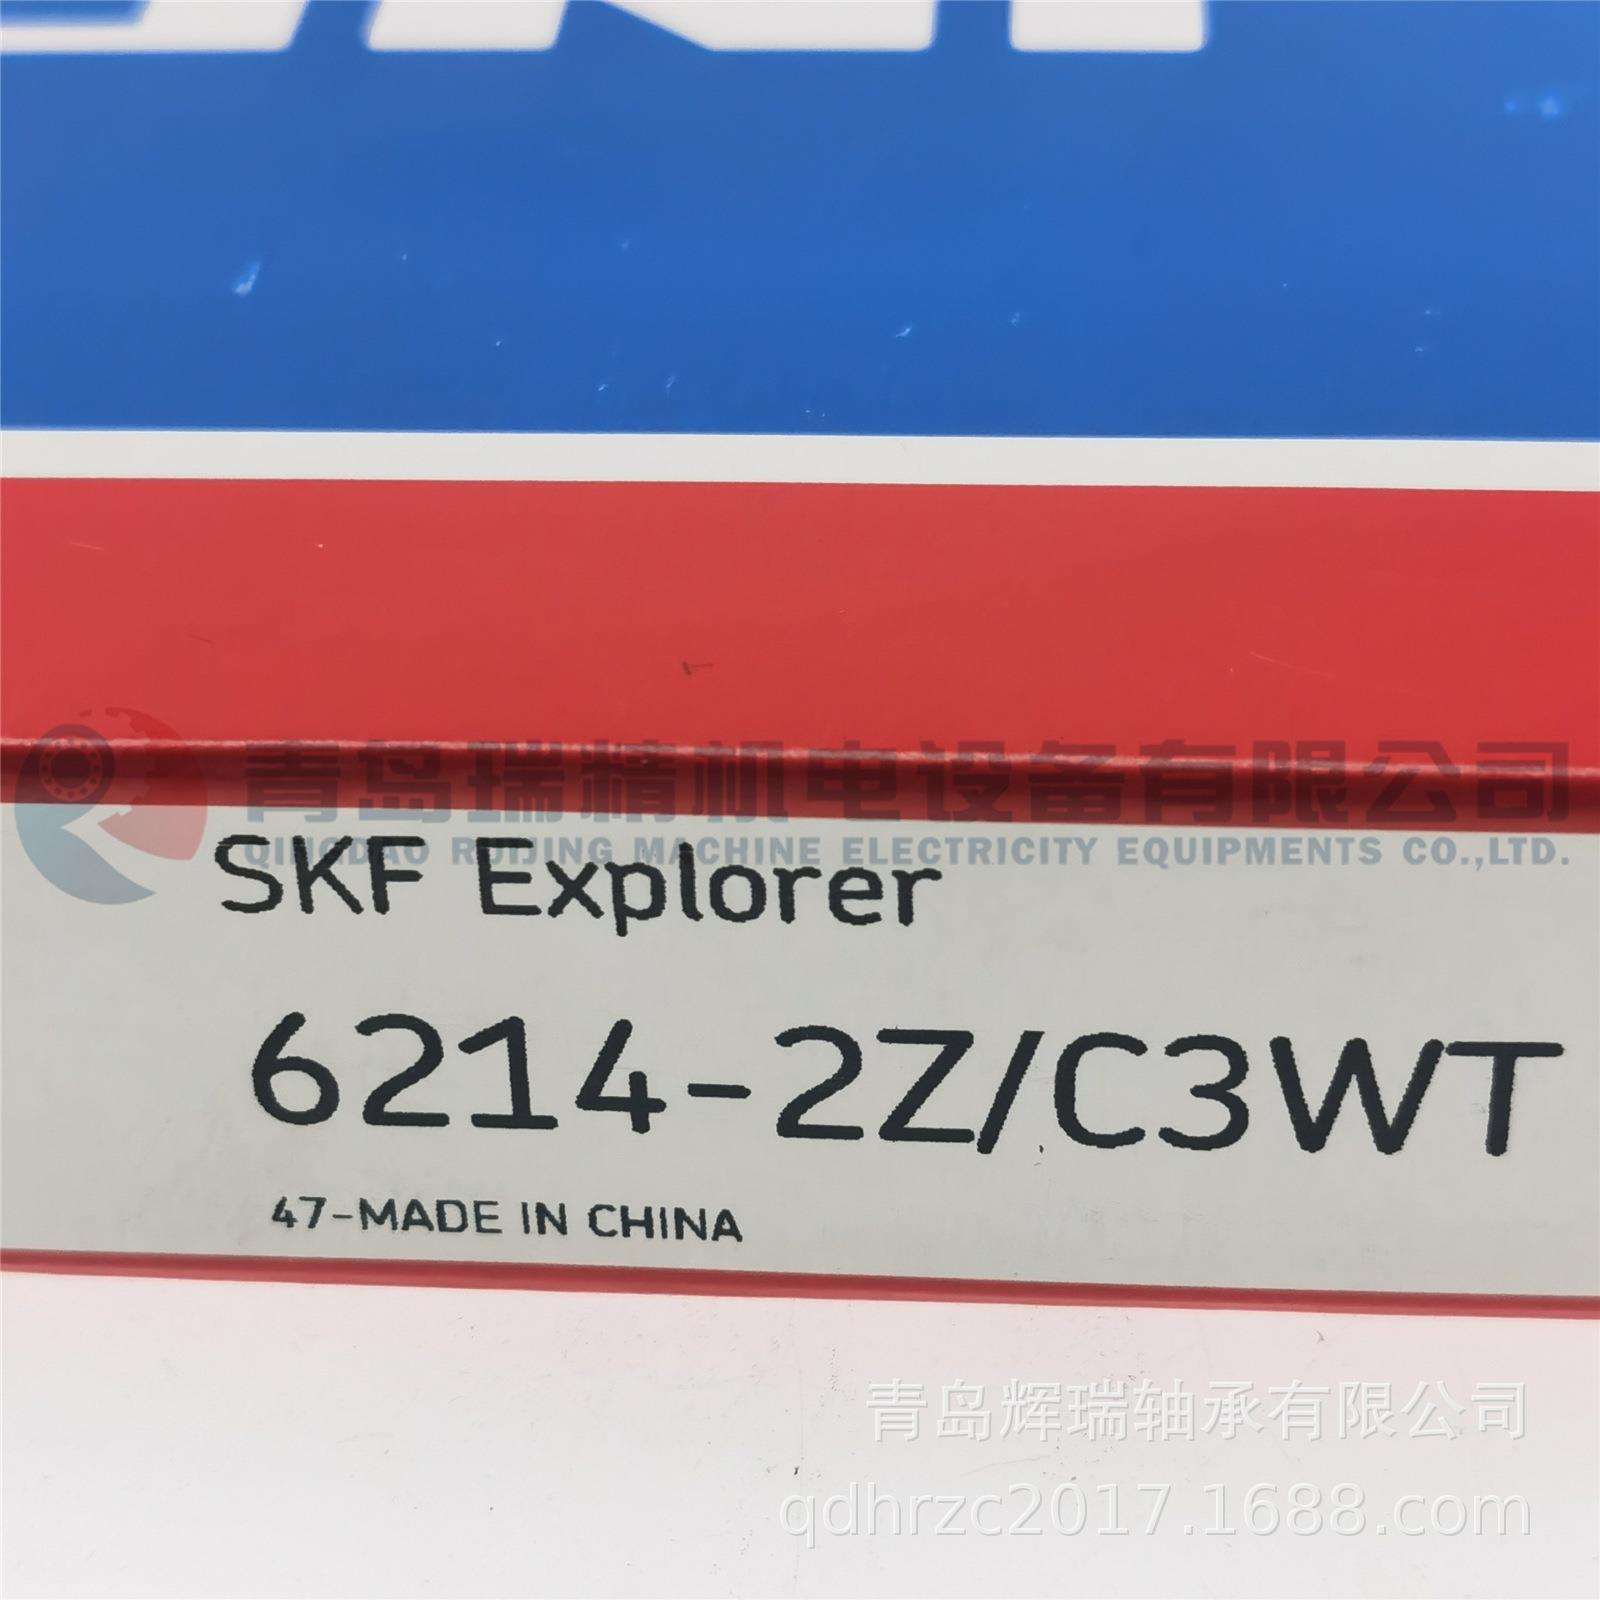 青岛瑞精机电设备有限公司
QINGDAO RUIJING MACHINE ELECTRICITY EQUIPMENTS CO.,LTD.
SKF Explorer
6214-2Z/C3WT
47-MADE IN CHINA
青岛辉瑞轴承有限公司
qdhrzc2017.1688.com